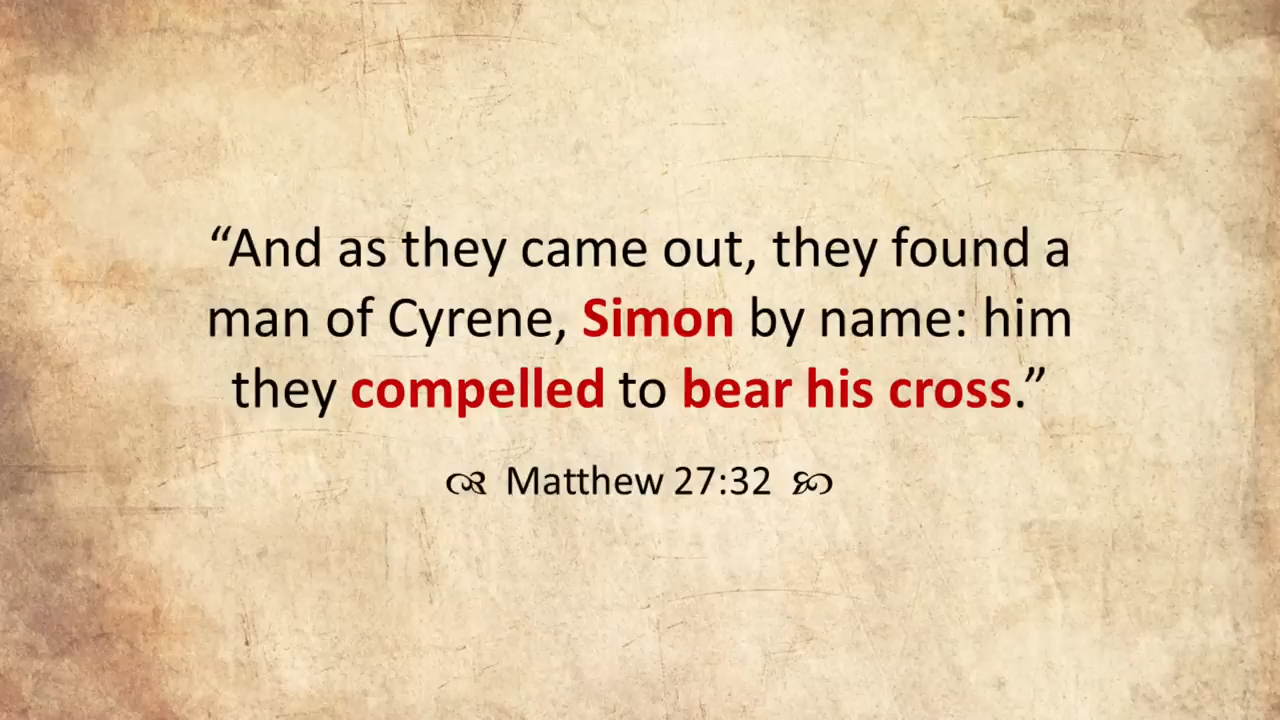 “And as they came out, they found a
man of Cyrene, Simon by name: him
they compelled to bear his cross.”
Matthew 27:32